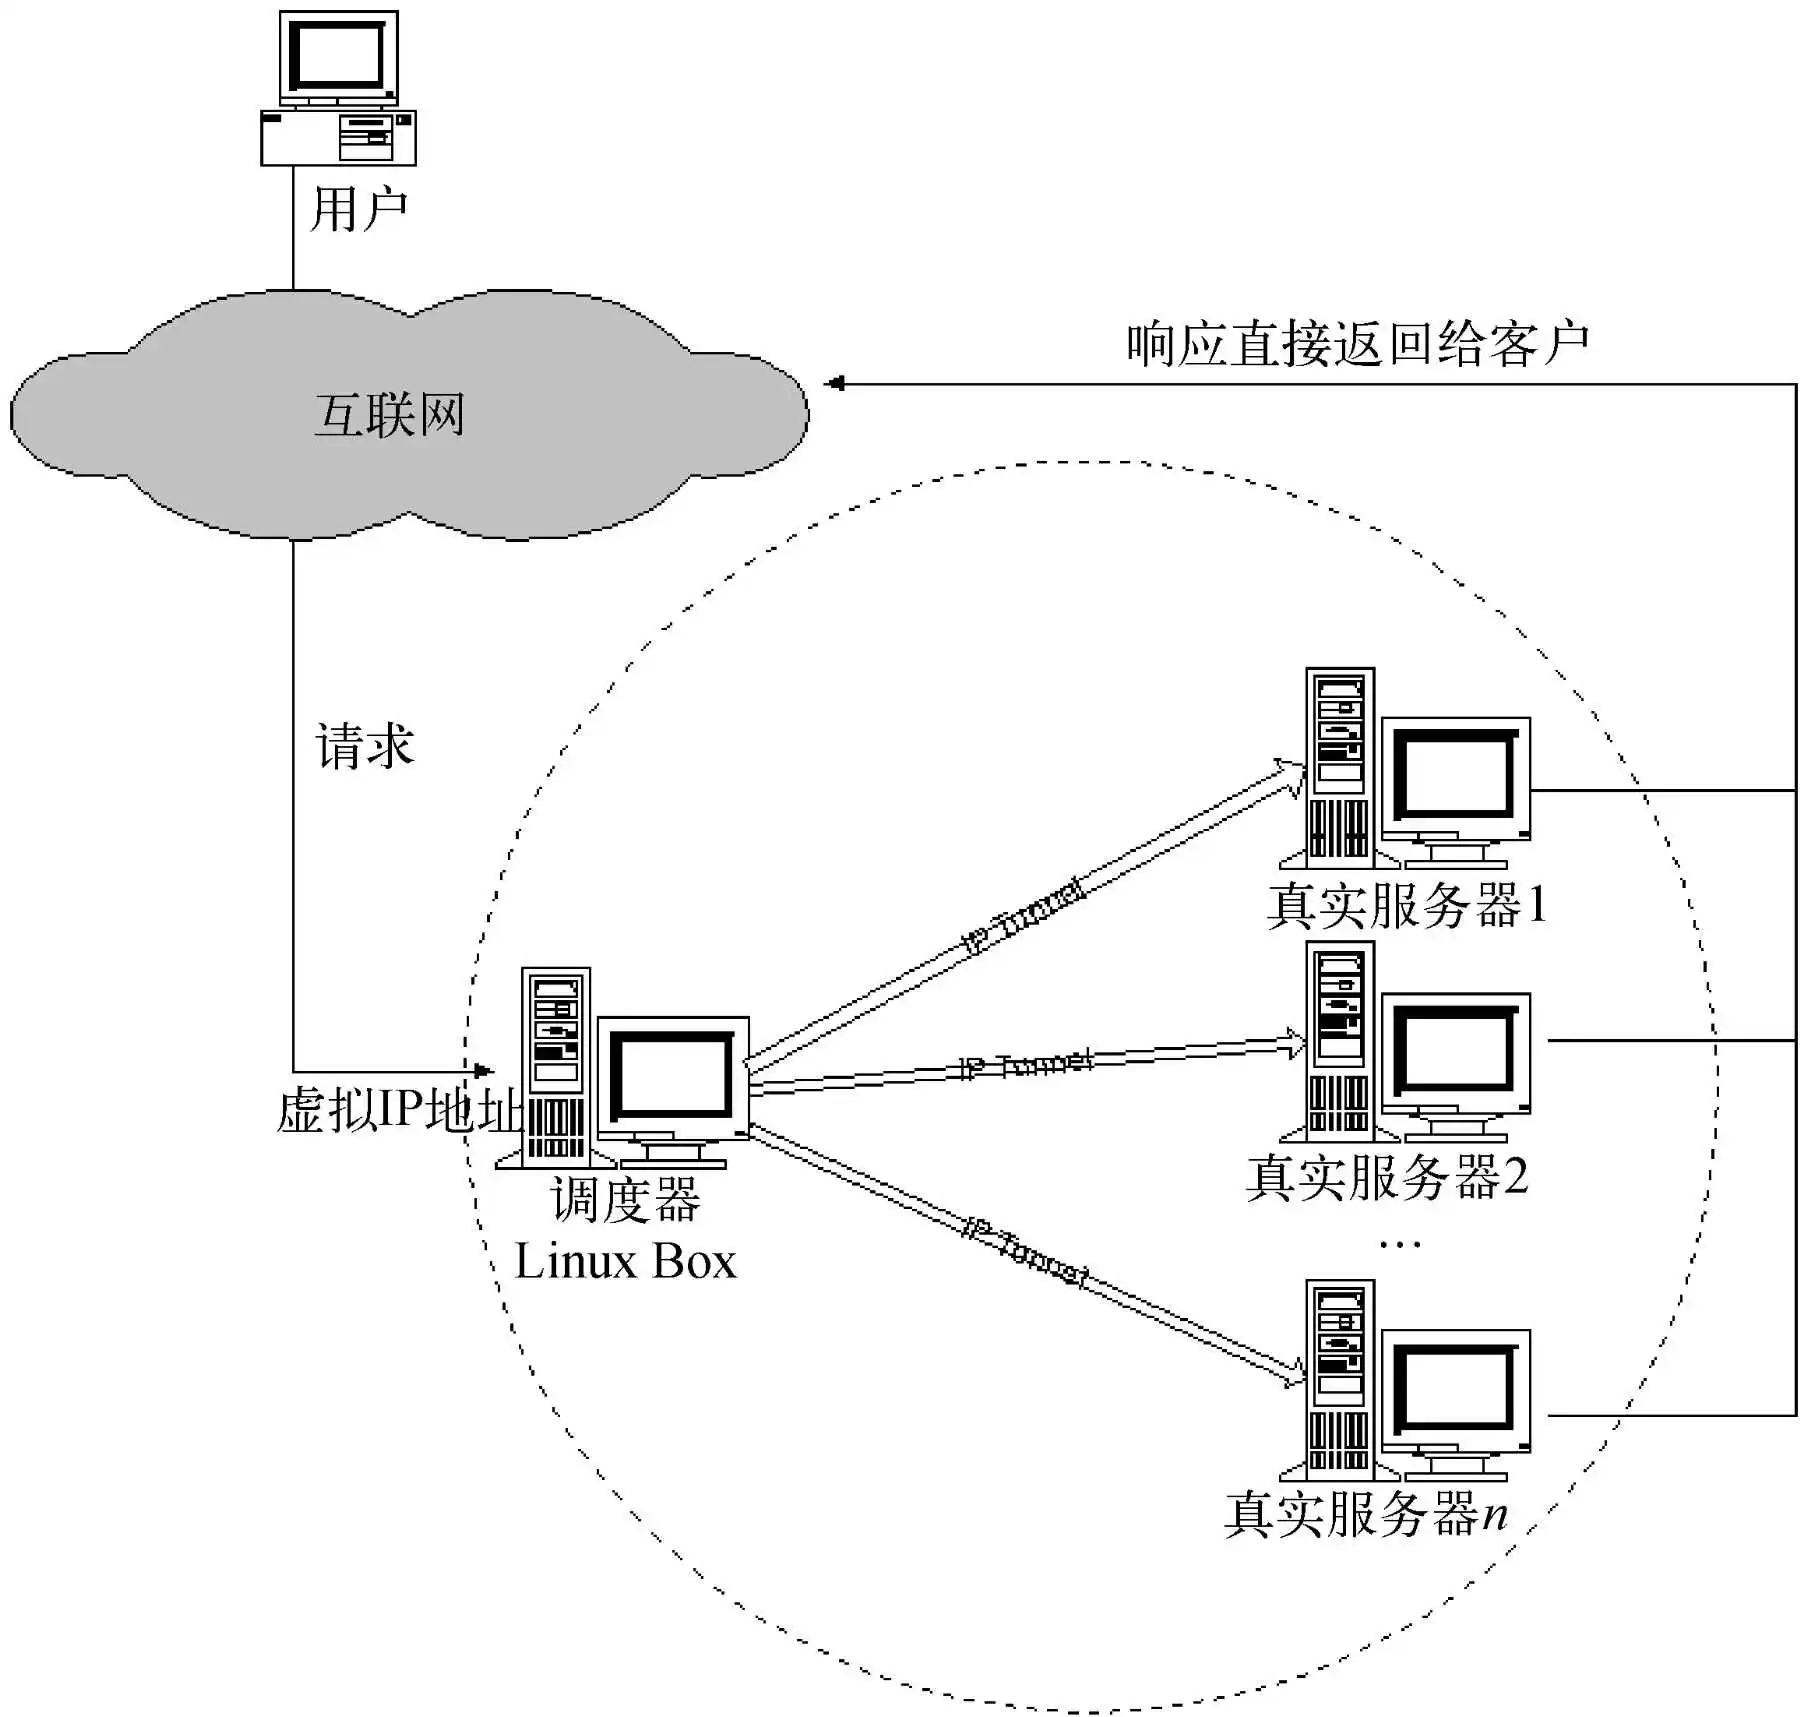 用户
响应直接返回给客户
互联网
请求
真实服务器1
IP Tunnel
IP Tunnel
虚拟IP地址
真实服务器2
调度器
Linux Box
IP Tunnel
…
真实服务器n